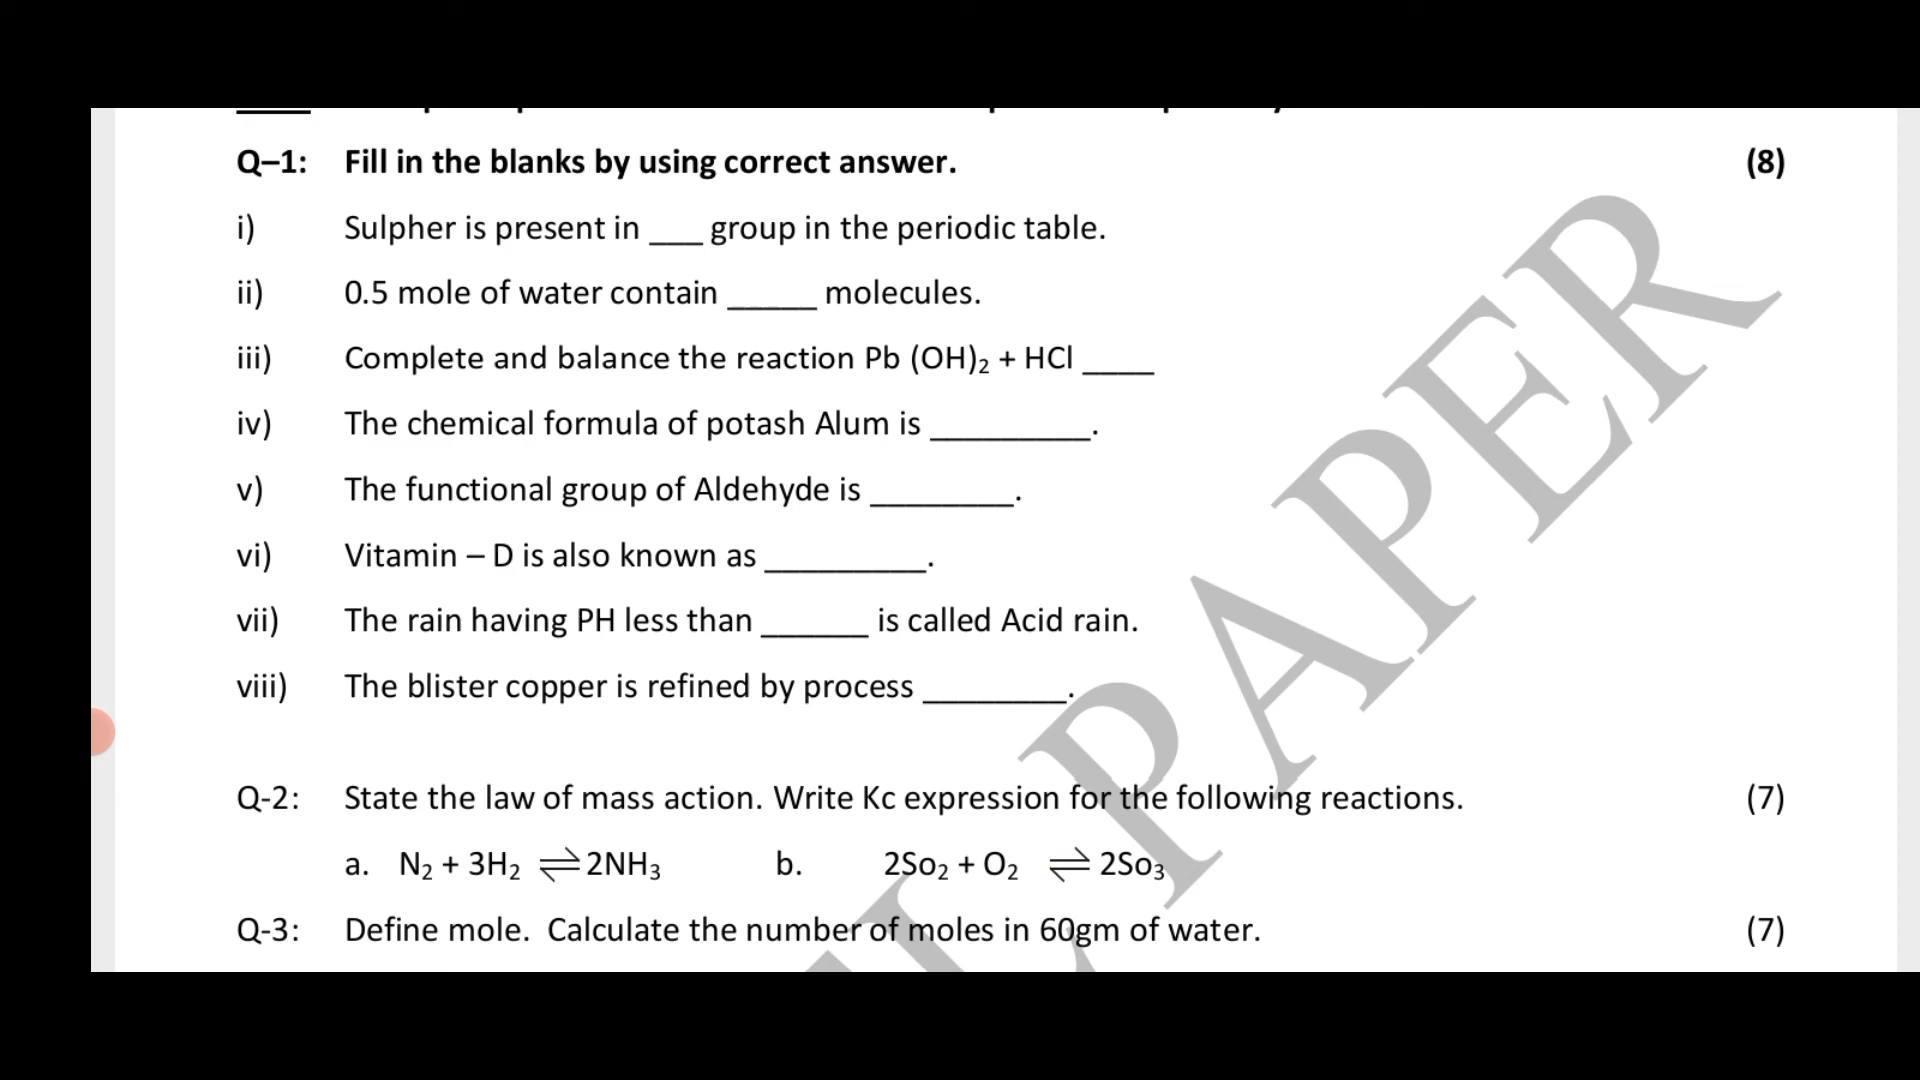 Q–1: Fill in the blanks by using correct answer. (8)
i) Sulpher is present in ___ group in the periodic table.
ii) 0.5 mole of water contain _____ molecules.
iii) Complete and balance the reaction Pb (OH)₂ + HCl ____
iv) The chemical formula of potash Alum is _________.
v) The functional group of Aldehyde is ________.
vi) Vitamin – D is also known as _________.
vii) The rain having PH less than ______ is called Acid rain.
viii) The blister copper is refined by process ________.
Q-2: State the law of mass action. Write Kc expression for the following reactions. (7)
a. N₂ + 3H₂ ⇌ 2NH₃ b. 2So₂ + O₂ ⇌ 2So₃
Q-3: Define mole. Calculate the number of moles in 60gm of water. (7)
PAPER